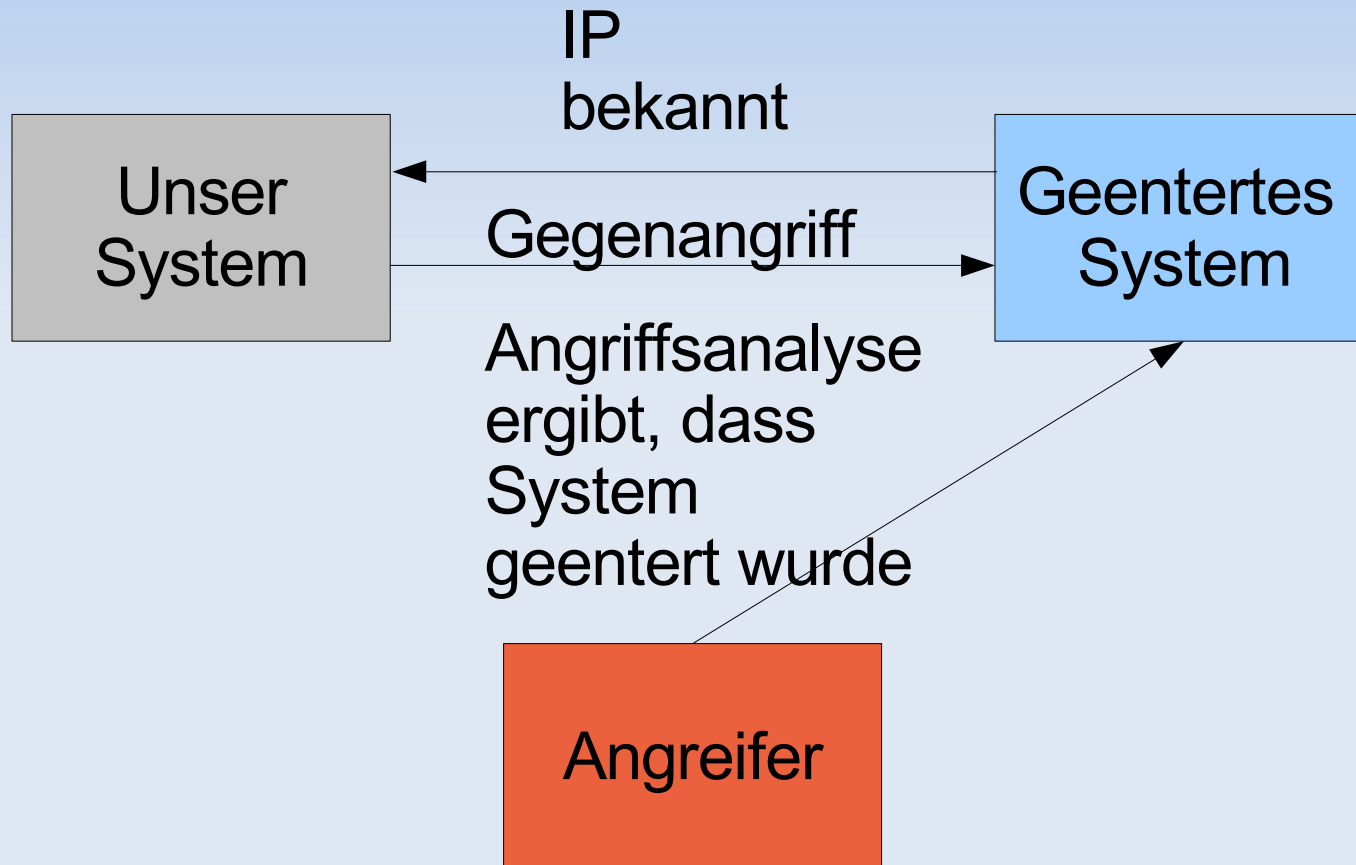 IP
bekannt
Unser
System
Geentertes
System
Gegenangriff
Angriffsanalyse
ergibt, dass
System
geentert wurde
Angreifer